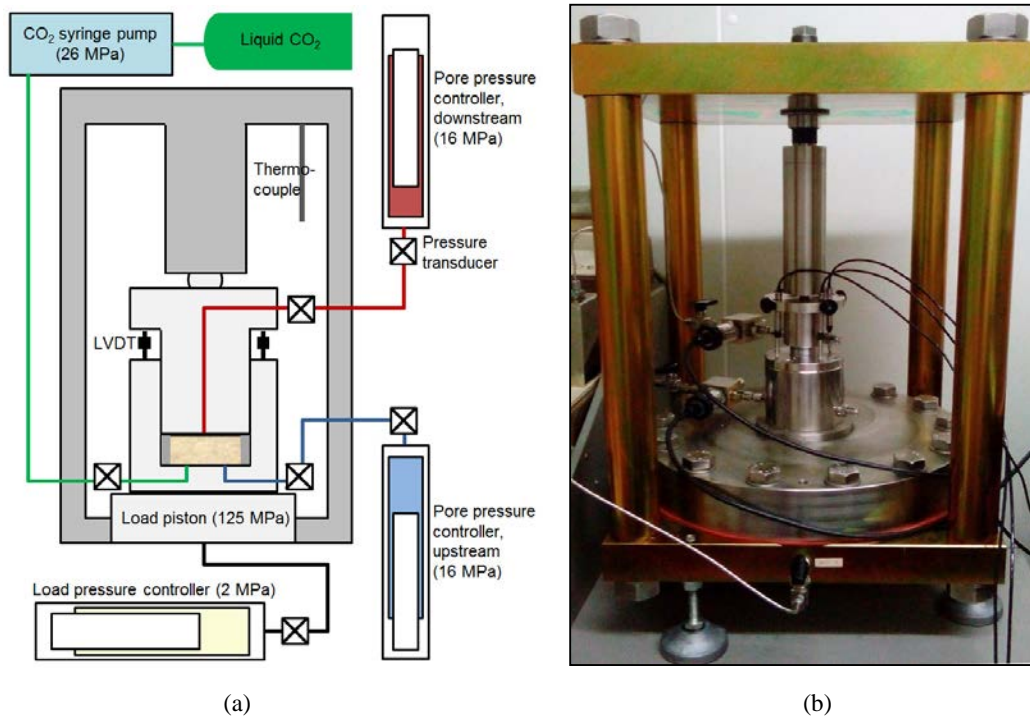 CO₂ syringe pump
(26 MPa)
Liquid CO₂
Pore pressure
controller,
downstream
(16 MPa)
Thermo-
couple
Pressure
transducer
LVDT
Load piston (125 MPa)
Pore pressure
controller,
upstream
(16 MPa)
Load pressure controller (2 MPa)
(a)
(b)